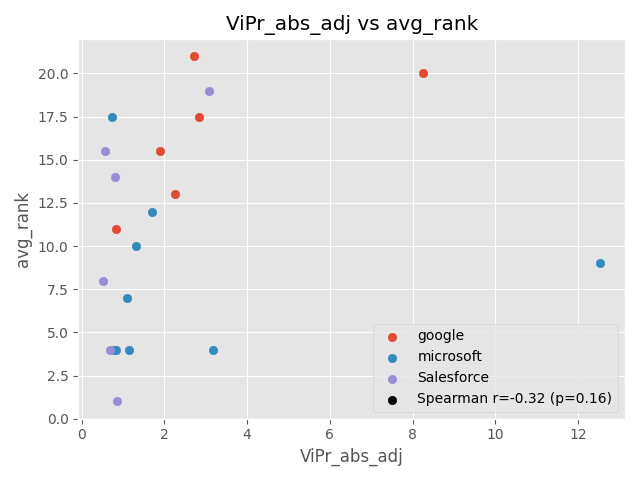 ViPr_abs_adj vs avg_rank
20.0
17.5
15.0
12.5
10.0
7.5
5.0
2.5
0.0
avg_rank
google
microsoft
Salesforce
Spearman r=-0.32 (p=0.16)
0 2 4 6 8 10 12
ViPr_abs_adj